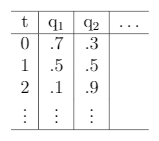 t q₁ q₂ ...
0 .7 .3
1 .5 .5
2 .1 .9
⋮ ⋮ ⋮